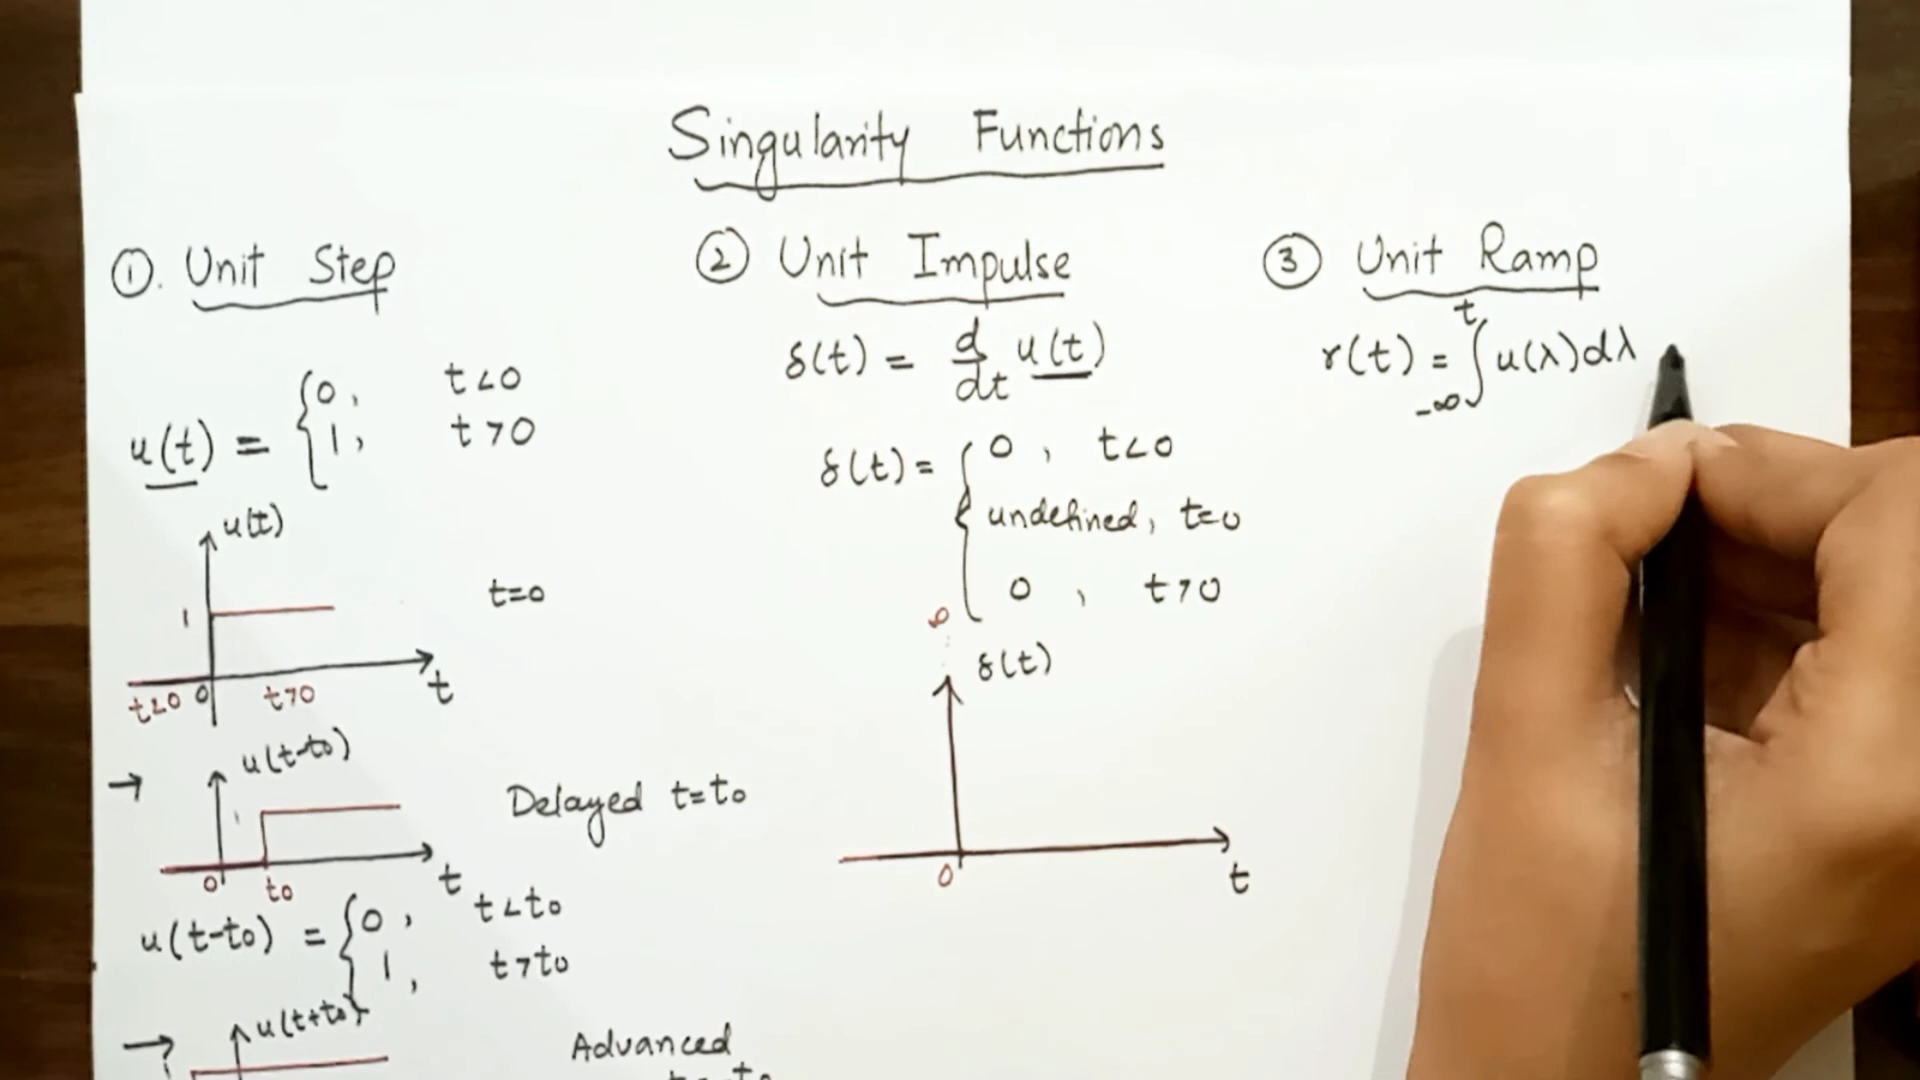 Singularity Functions
①. Unit Step
u(t) = { 0, t<0
1, t>0
u(t)
1
t=0
t<0 0 t>0 t
→ u(t-t0)
1
Delayed t=t0
0 t0 t
u(t-t0) = { 0, t<t0
1, t>t0
→ u(t+t0)
Advanced
② Unit Impulse
δ(t) = d/dt u(t)
δ(t) = { 0, t<0
undefined, t=0
0, t>0
∞
δ(t)
0 t
③ Unit Ramp
r(t) = ∫ -∞ t u(λ)dλ